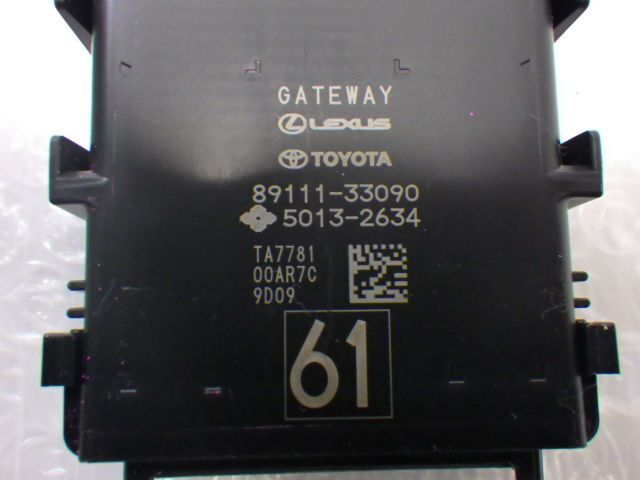 GATEWAY
LEXUS
TOYOTA
89111-33090
5013-2634
TA7781
00AR7C
9D09
61